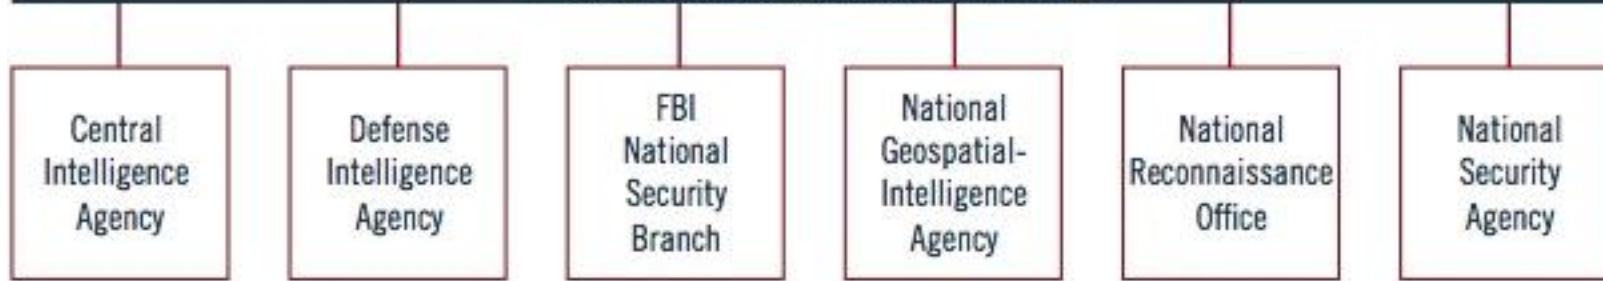 Central
Intelligence
Agency
Defense
Intelligence
Agency
FBI
National
Security
Branch
National
Geospatial-
Intelligence
Agency
National
Reconnaissance
Office
National
Security
Agency